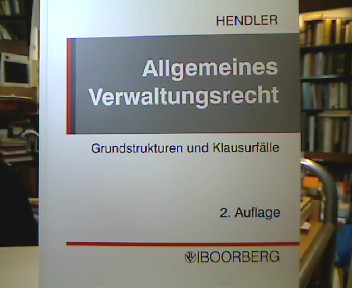 HENDLER
Allgemeines
Verwaltungsrecht
Grundstrukturen und Klausurfälle
2. Auflage
BOORBERG